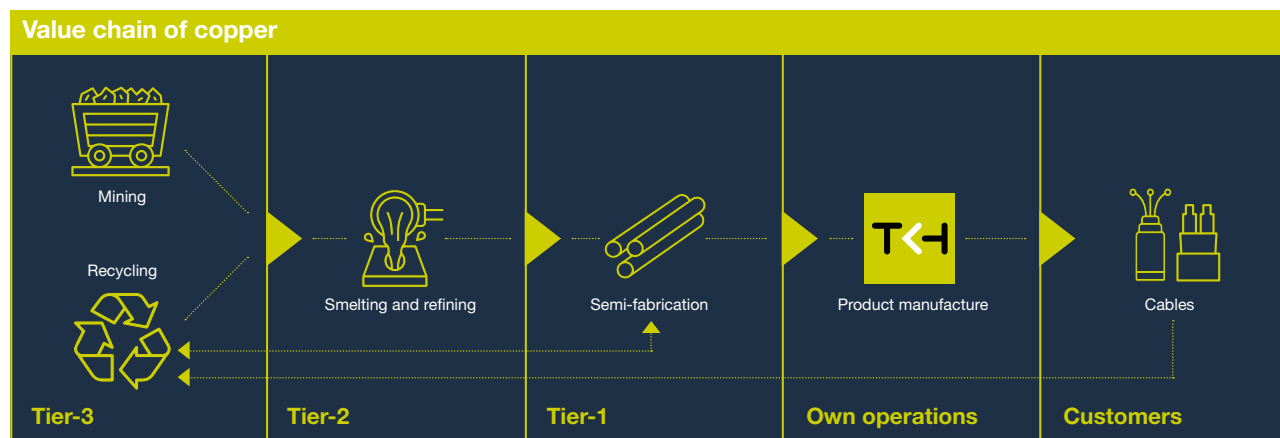 Value chain of copper
Mining
Recycling
Smelting and refining
Semi-fabrication
TKH
Product manufacture
Cables
Tier-3
Tier-2
Tier-1
Own operations
Customers